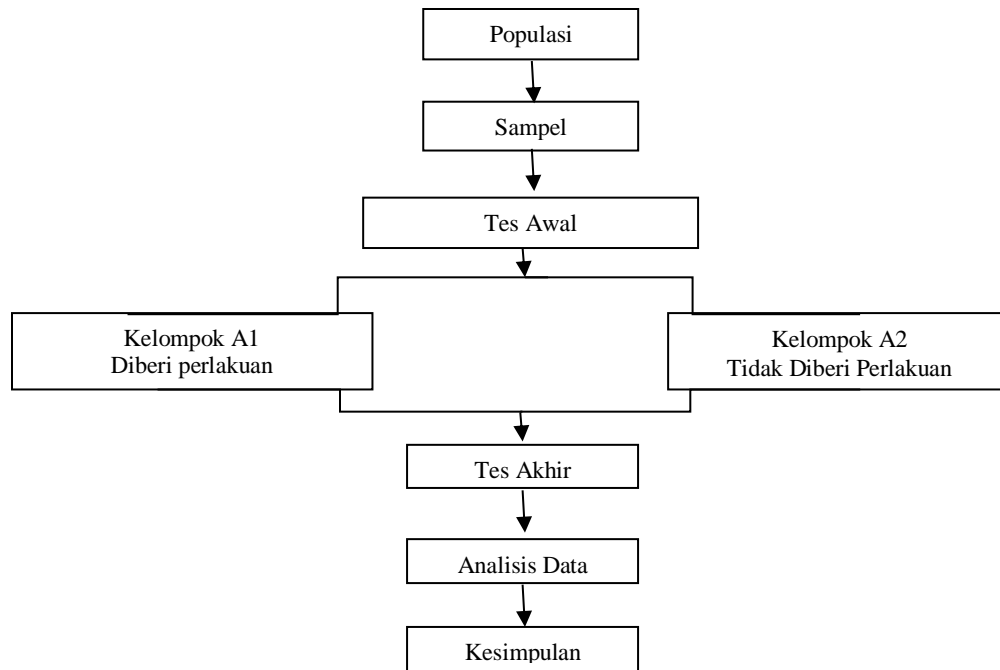 Populasi
Sampel
Tes Awal
Kelompok A1
Diberi perlakuan
Kelompok A2
Tidak Diberi Perlakuan
Tes Akhir
Analisis Data
Kesimpulan